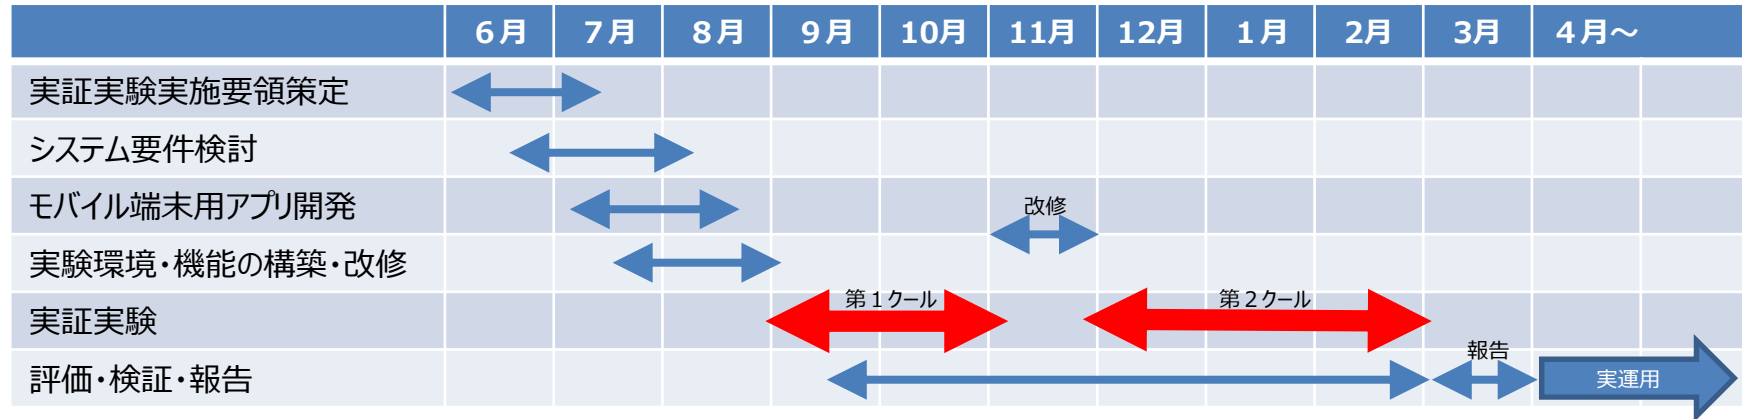 6月 7月 8月 9月 10月 11月 12月 1月 2月 3月 4月～
実証実験実施要領策定
システム要件検討
モバイル端末用アプリ開発
改修
実験環境・機能の構築・改修
実証実験
第１クール
第２クール
評価・検証・報告
報告
実運用